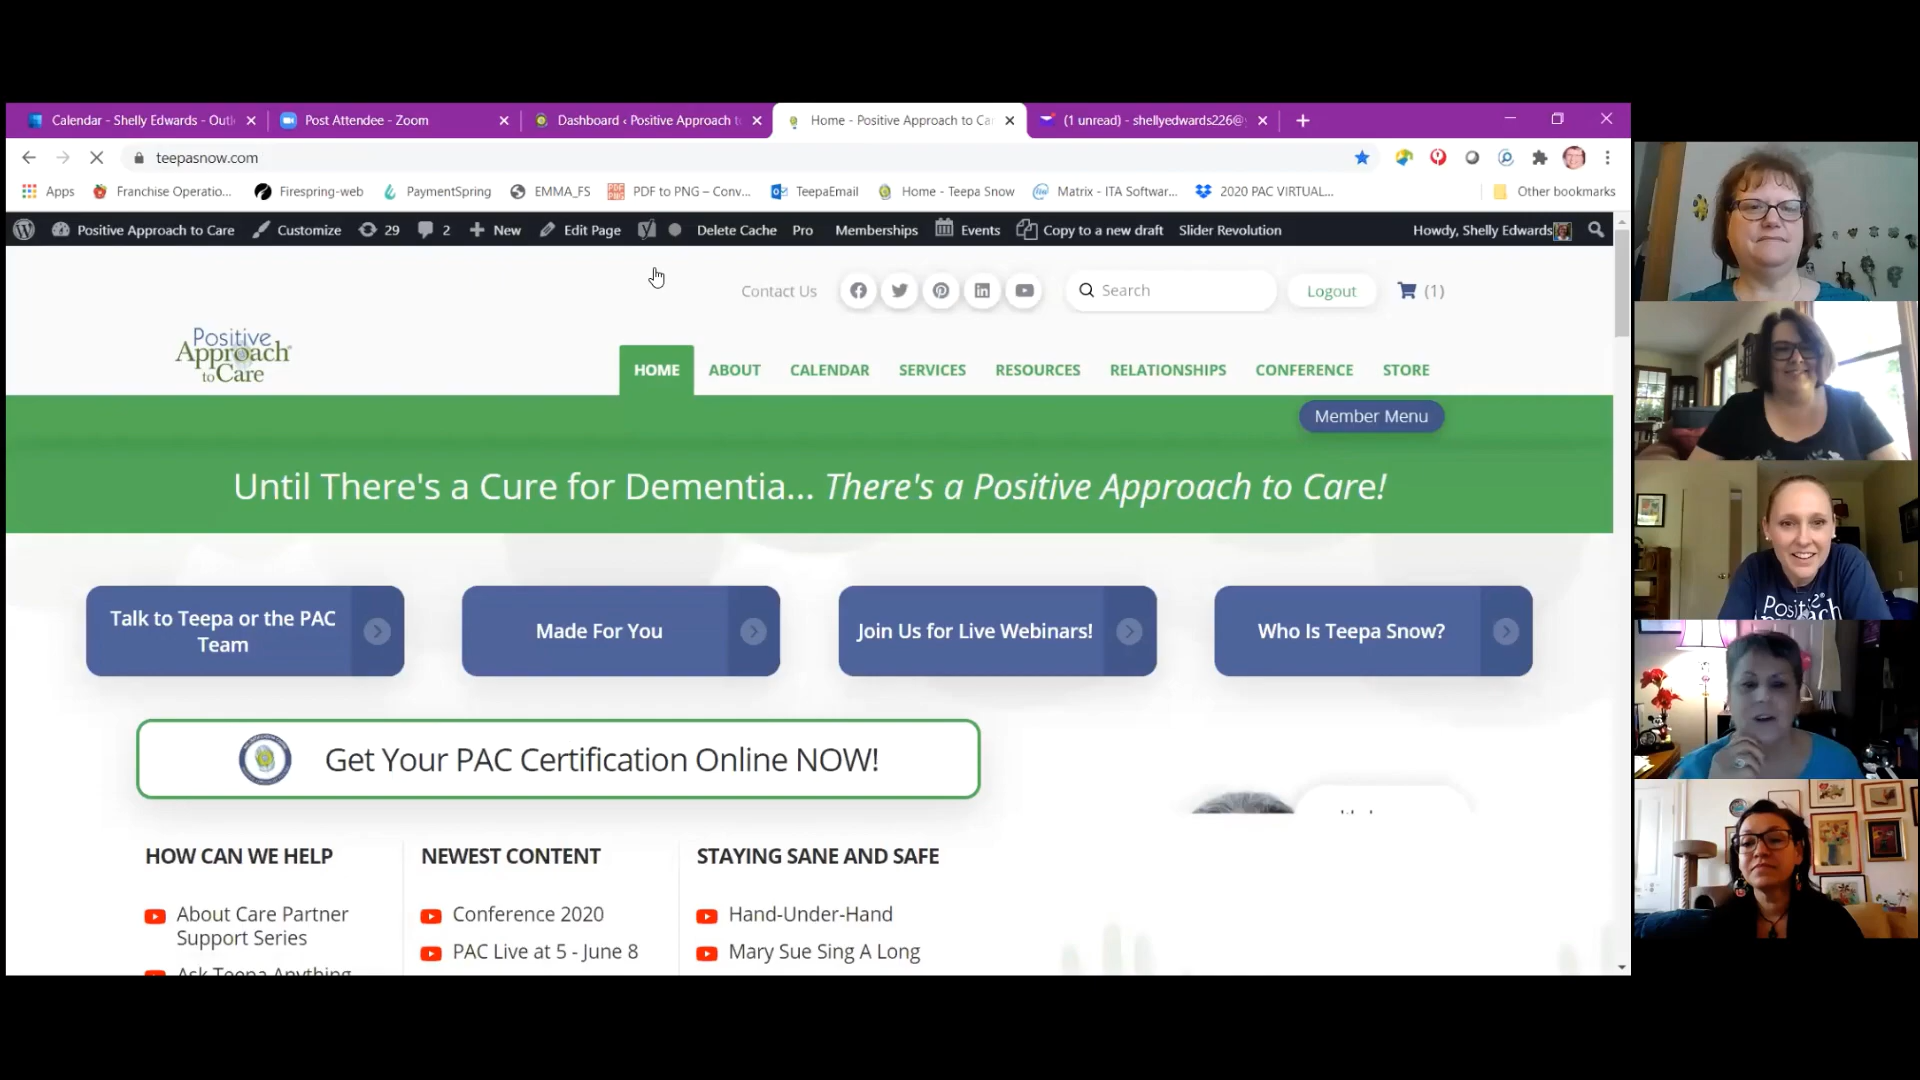 Calendar - Shelly Edwards - Out
Post Attendee - Zoom
Dashboard ‹ Positive Approach t
Home - Positive Approach to Ca
(1 unread) - shellyedwards226@
teepasnow.com
Apps
Franchise Operatio...
Firespring-web
PaymentSpring
EMMA_FS
PDF to PNG – Conv...
TeepaEmail
Home - Teepa Snow
Matrix - ITA Softwar...
2020 PAC VIRTUAL...
Other bookmarks
Positive Approach to Care
Customize
29
2
New
Edit Page
Delete Cache
Pro
Memberships
Events
Copy to a new draft
Slider Revolution
Howdy, Shelly Edwards
Contact Us
Search
Logout
(1)
Positive
Approach®
to Care
HOME
ABOUT
CALENDAR
SERVICES
RESOURCES
RELATIONSHIPS
CONFERENCE
STORE
Member Menu
Until There's a Cure for Dementia... There's a Positive Approach to Care!
Talk to Teepa or the PAC
Team
Made For You
Join Us for Live Webinars!
Who Is Teepa Snow?
Get Your PAC Certification Online NOW!
HOW CAN WE HELP
About Care Partner
Support Series
Ask Teepa Anything
NEWEST CONTENT
Conference 2020
PAC Live at 5 - June 8
STAYING SANE AND SAFE
Hand-Under-Hand
Mary Sue Sing A Long